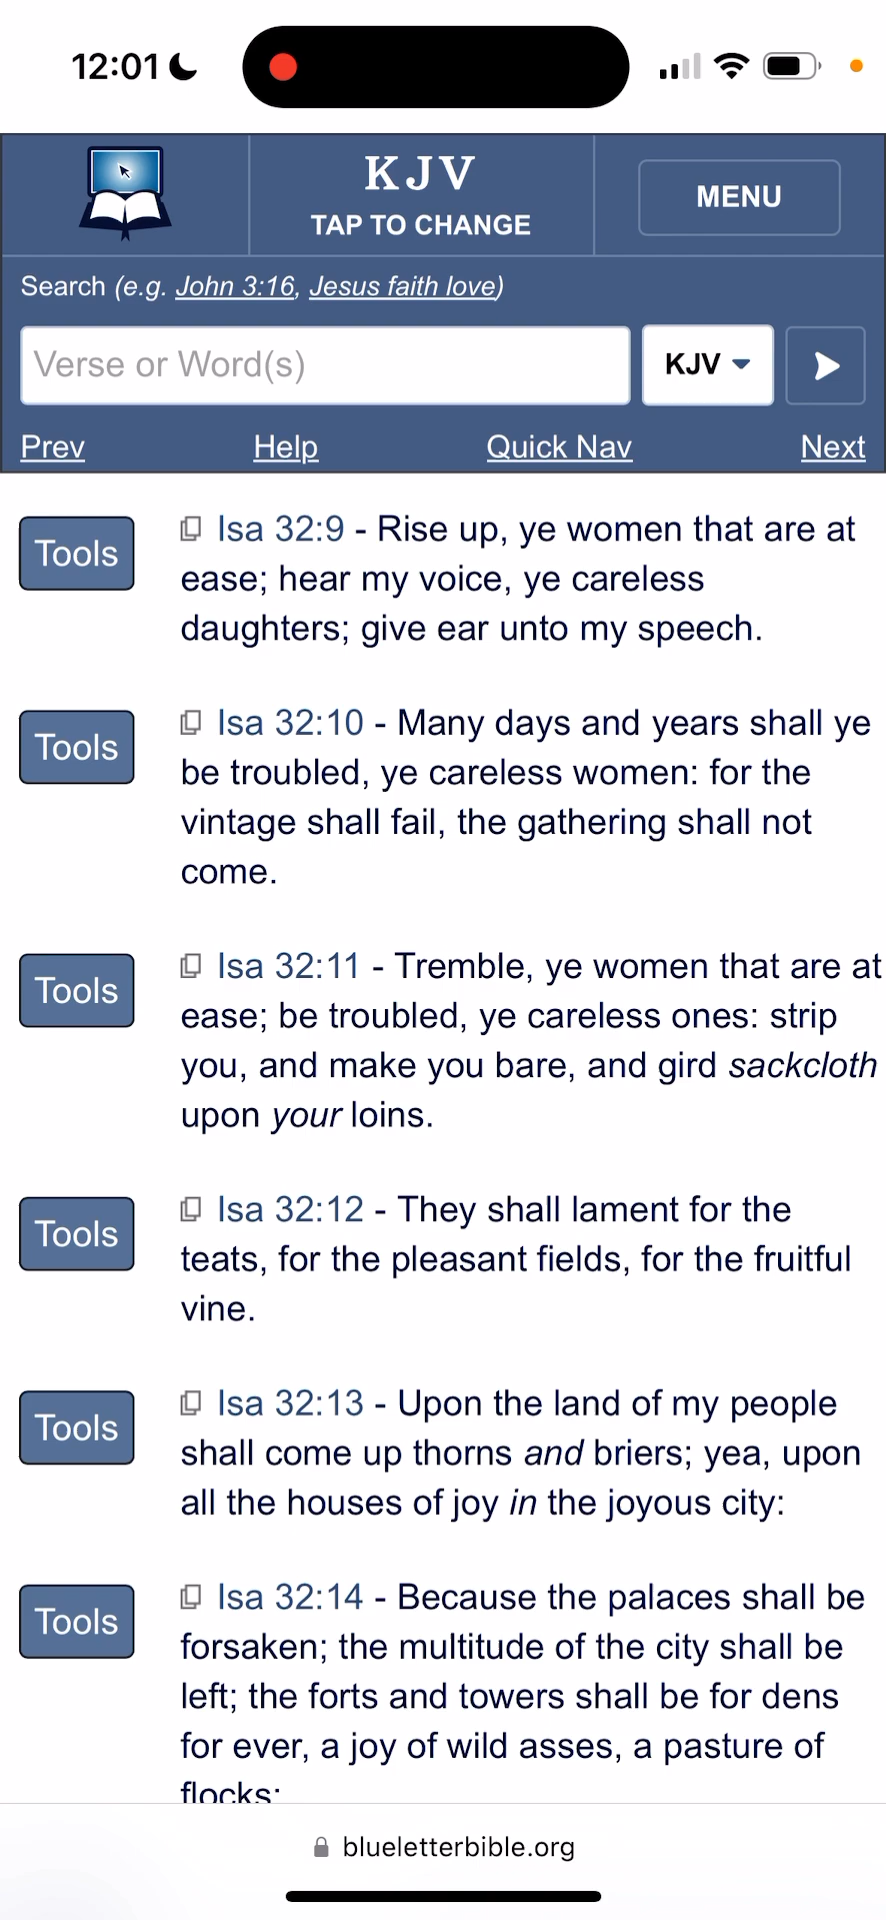 12:01
KJV
TAP TO CHANGE
MENU
Search (e.g. John 3:16, Jesus faith love)
Verse or Word(s)
KJV
Prev Help Quick Nav Next
Tools
Isa 32:9 - Rise up, ye women that are at
ease; hear my voice, ye careless
daughters; give ear unto my speech.
Tools
Isa 32:10 - Many days and years shall ye
be troubled, ye careless women: for the
vintage shall fail, the gathering shall not
come.
Tools
Isa 32:11 - Tremble, ye women that are at
ease; be troubled, ye careless ones: strip
you, and make you bare, and gird sackcloth
upon your loins.
Tools
Isa 32:12 - They shall lament for the
teats, for the pleasant fields, for the fruitful
vine.
Tools
Isa 32:13 - Upon the land of my people
shall come up thorns and briers; yea, upon
all the houses of joy in the joyous city:
Tools
Isa 32:14 - Because the palaces shall be
forsaken; the multitude of the city shall be
left; the forts and towers shall be for dens
for ever, a joy of wild asses, a pasture of
flocks;
blueletterbible.org